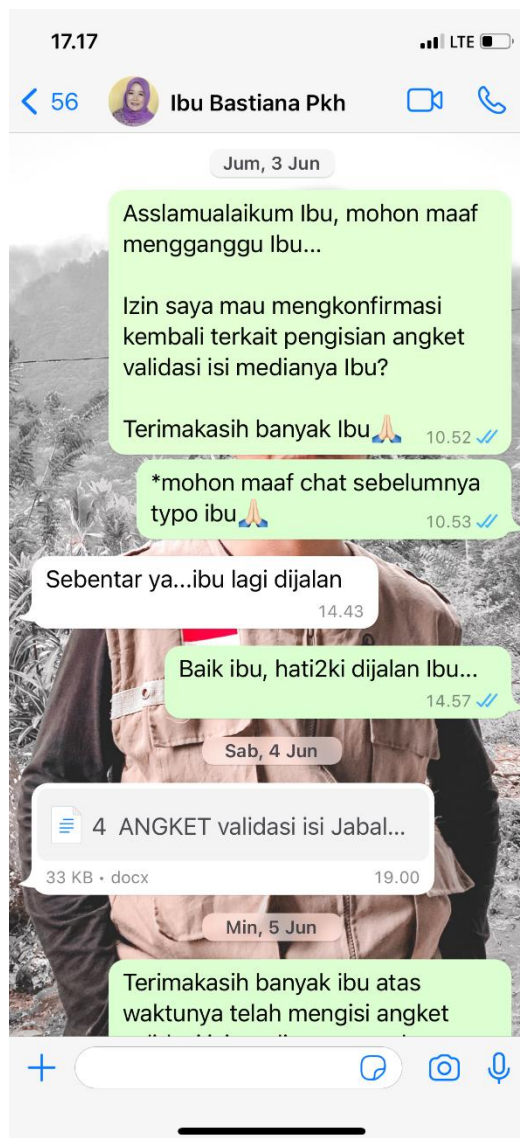 17.17
LTE
56
Ibu Bastiana Pkh
Jum, 3 Jun
Asslamualaikum Ibu, mohon maaf
mengganggu Ibu...
Izin saya mau mengkonfirmasi
kembali terkait pengisian angket
validasi isi medianya Ibu?
Terimakasih banyak Ibu🙏🏻
10.52
*mohon maaf chat sebelumnya
typo ibu🙏🏻
10.53
Sebentar ya...ibu lagi dijalan
14.43
Baik ibu, hati2ki dijalan Ibu...
14.57
Sab, 4 Jun
4 ANGKET validasi isi Jabal...
33 KB • docx
19.00
Min, 5 Jun
Terimakasih banyak ibu atas
waktunya telah mengisi angket